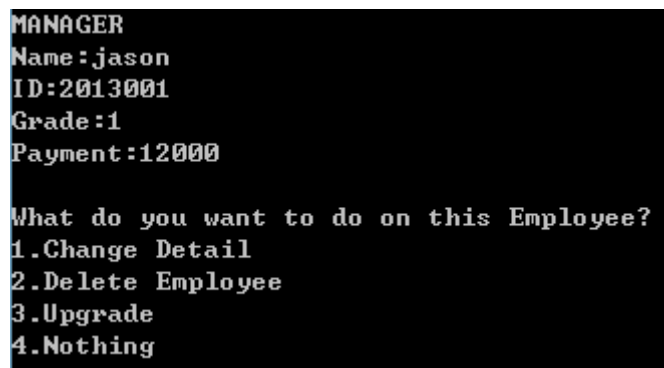 MANAGER
Name:jason
ID:2013001
Grade:1
Payment:12000
What do you want to do on this Employee?
1.Change Detail
2.Delete Employee
3.Upgrade
4.Nothing